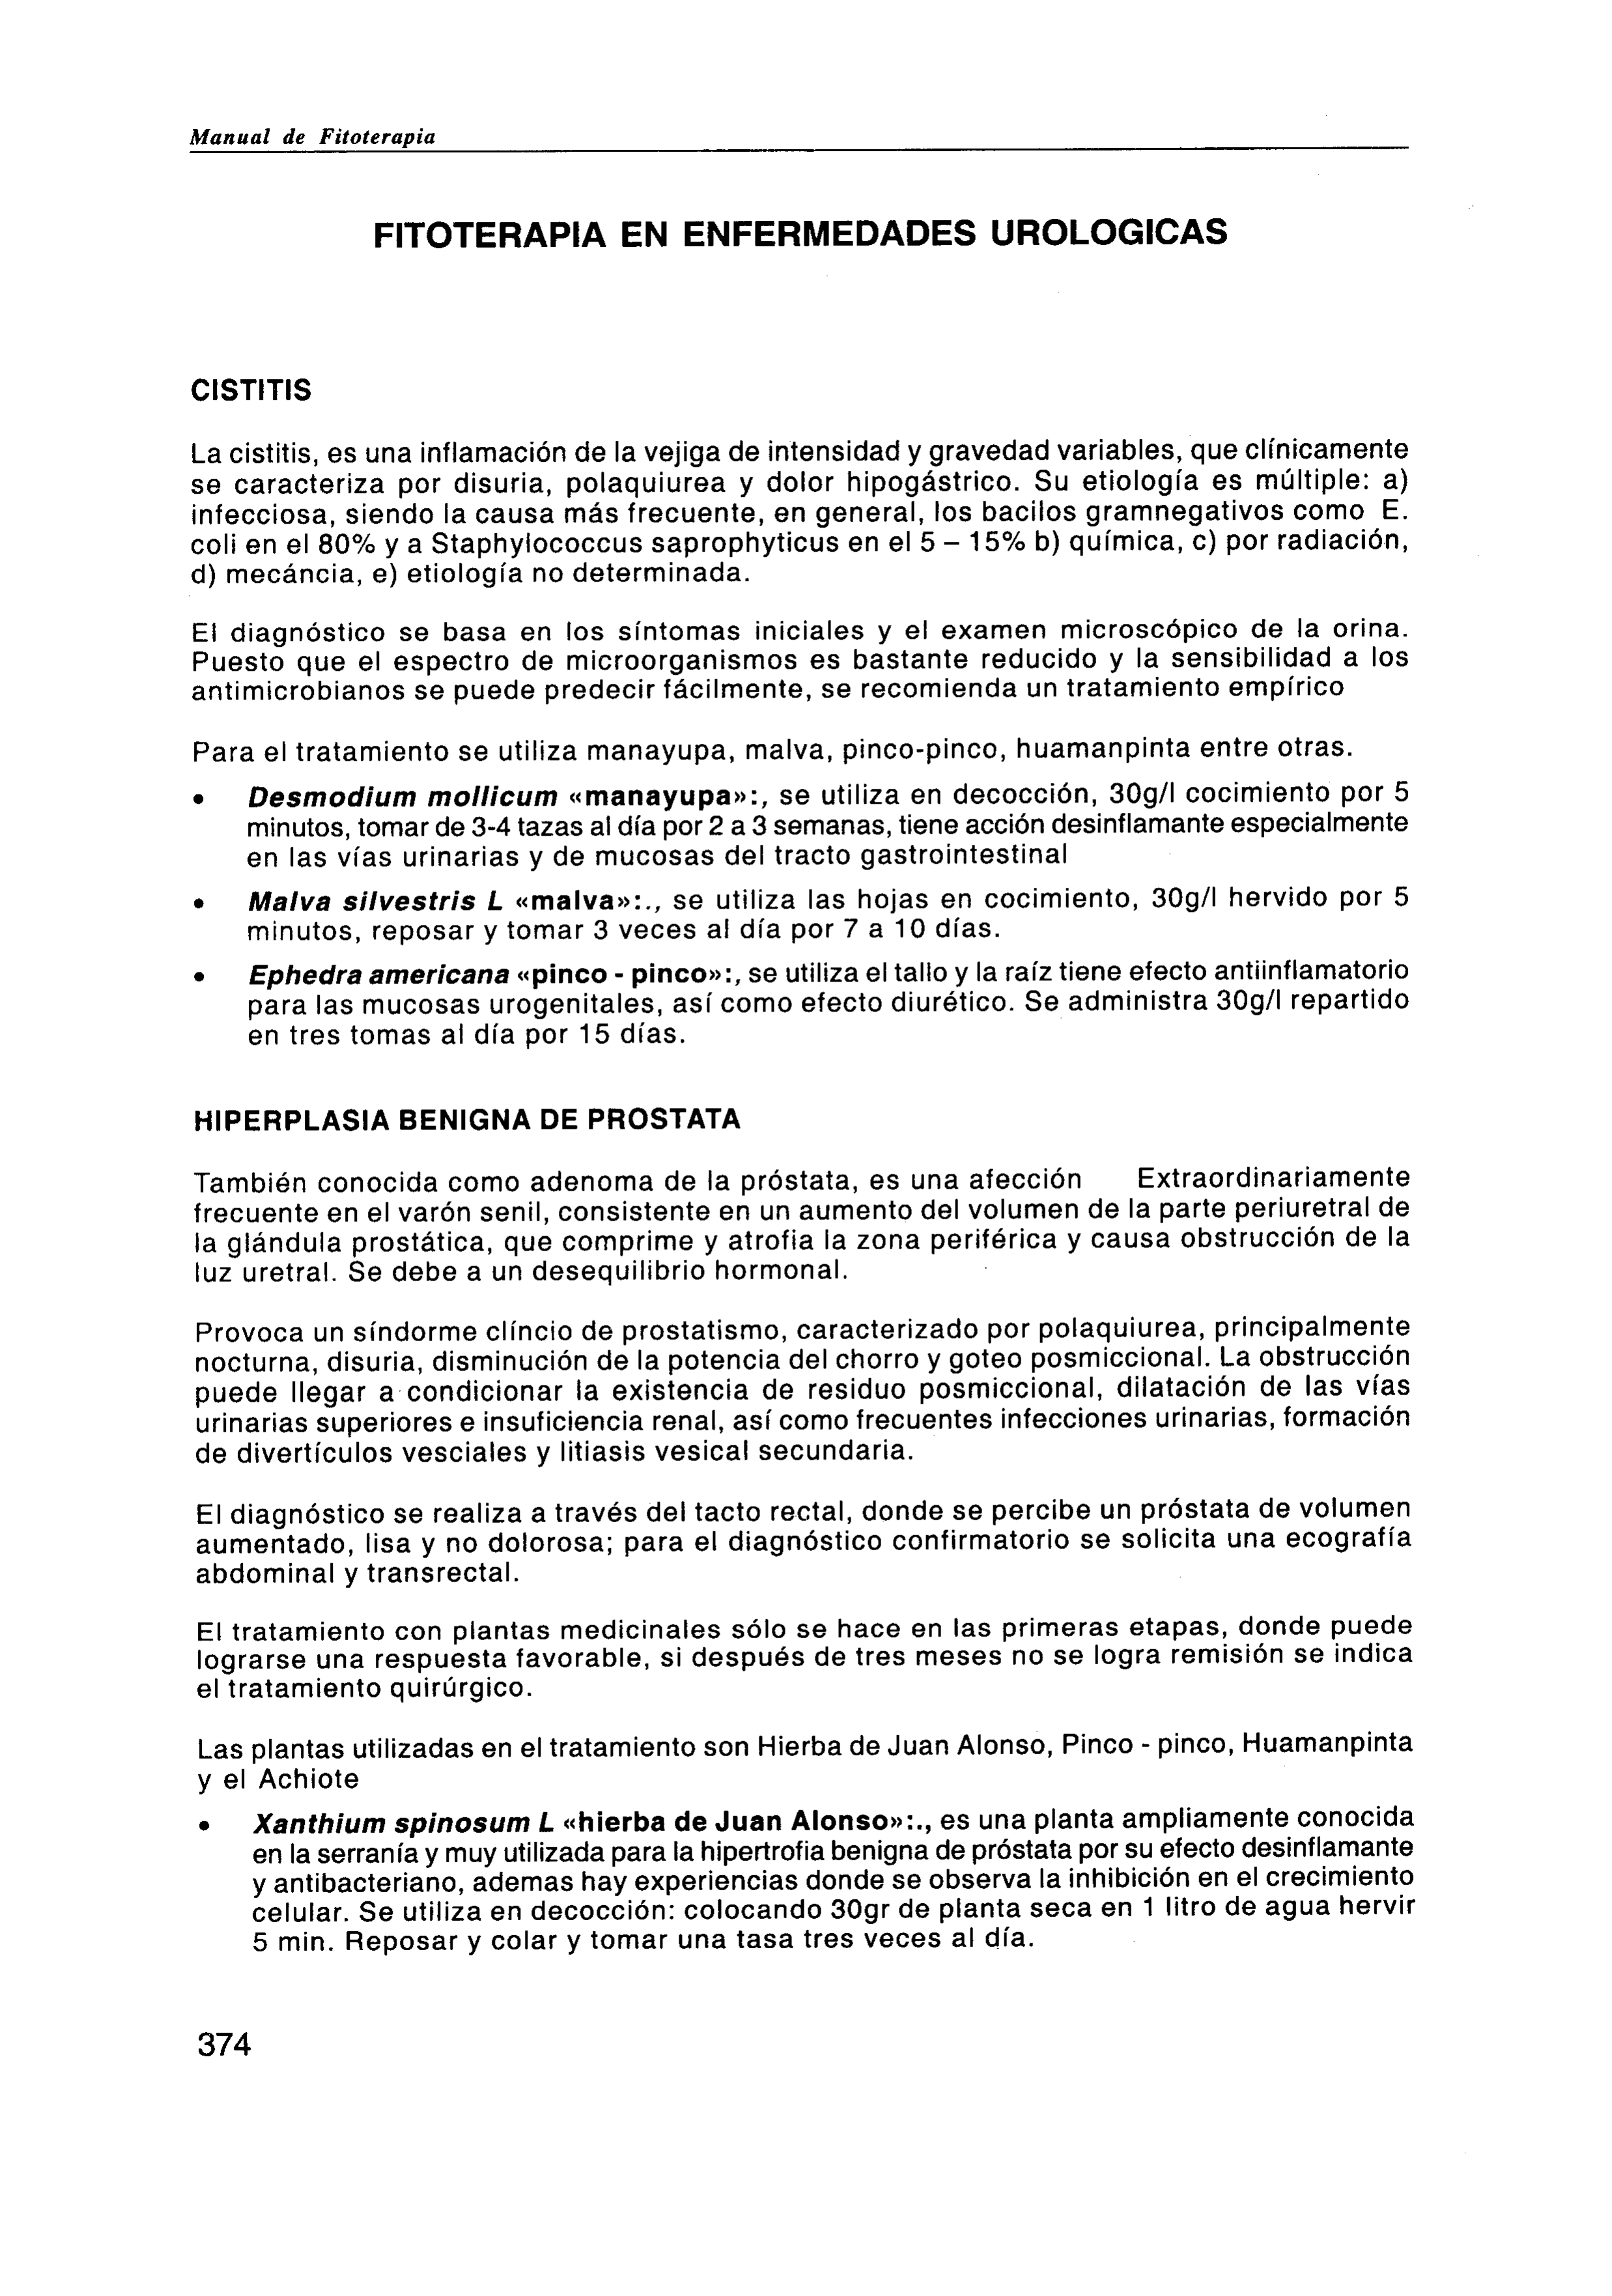 Manual de Fitoterapia
FITOTERAPIA EN ENFERMEDADES UROLOGICAS
CISTITIS
La cistitis, es una inflamación de la vejiga de intensidad y gravedad variables, que clínicamente
se caracteriza por disuria, polaquiurea y dolor hipogástrico. Su etiología es múltiple: a)
infecciosa, siendo la causa más frecuente, en general, los bacilos gramnegativos como E.
coli en el 80% y a Staphylococcus saprophyticus en el 5 – 15% b) química, c) por radiación,
d) mecáncia, e) etiología no determinada.
El diagnóstico se basa en los síntomas iniciales y el examen microscópico de la orina.
Puesto que el espectro de microorganismos es bastante reducido y la sensibilidad a los
antimicrobianos se puede predecir fácilmente, se recomienda un tratamiento empírico
Para el tratamiento se utiliza manayupa, malva, pinco-pinco, huamanpinta entre otras.
• Desmodium mollicum «manayupa»:, se utiliza en decocción, 30g/l cocimiento por 5
minutos, tomar de 3-4 tazas al día por 2 a 3 semanas, tiene acción desinflamante especialmente
en las vías urinarias y de mucosas del tracto gastrointestinal
• Malva silvestris L «malva»:., se utiliza las hojas en cocimiento, 30g/l hervido por 5
minutos, reposar y tomar 3 veces al día por 7 a 10 días.
• Ephedra americana «pinco - pinco»:, se utiliza el tallo y la raíz tiene efecto antiinflamatorio
para las mucosas urogenitales, así como efecto diurético. Se administra 30g/l repartido
en tres tomas al día por 15 días.
HIPERPLASIA BENIGNA DE PROSTATA
También conocida como adenoma de la próstata, es una afección Extraordinariamente
frecuente en el varón senil, consistente en un aumento del volumen de la parte periuretral de
la glándula prostática, que comprime y atrofia la zona periférica y causa obstrucción de la
luz uretral. Se debe a un desequilibrio hormonal.
Provoca un síndorme clíncio de prostatismo, caracterizado por polaquiurea, principalmente
nocturna, disuria, disminución de la potencia del chorro y goteo posmiccional. La obstrucción
puede llegar a condicionar la existencia de residuo posmiccional, dilatación de las vías
urinarias superiores e insuficiencia renal, así como frecuentes infecciones urinarias, formación
de divertículos vesciales y litiasis vesical secundaria.
El diagnóstico se realiza a través del tacto rectal, donde se percibe un próstata de volumen
aumentado, lisa y no dolorosa; para el diagnóstico confirmatorio se solicita una ecografía
abdominal y transrectal.
El tratamiento con plantas medicinales sólo se hace en las primeras etapas, donde puede
lograrse una respuesta favorable, si después de tres meses no se logra remisión se indica
el tratamiento quirúrgico.
Las plantas utilizadas en el tratamiento son Hierba de Juan Alonso, Pinco - pinco, Huamanpinta
y el Achiote
• Xanthium spinosum L «hierba de Juan Alonso»:., es una planta ampliamente conocida
en la serranía y muy utilizada para la hipertrofia benigna de próstata por su efecto desinflamante
y antibacteriano, ademas hay experiencias donde se observa la inhibición en el crecimiento
celular. Se utiliza en decocción: colocando 30gr de planta seca en 1 litro de agua hervir
5 min. Reposar y colar y tomar una tasa tres veces al día.
374